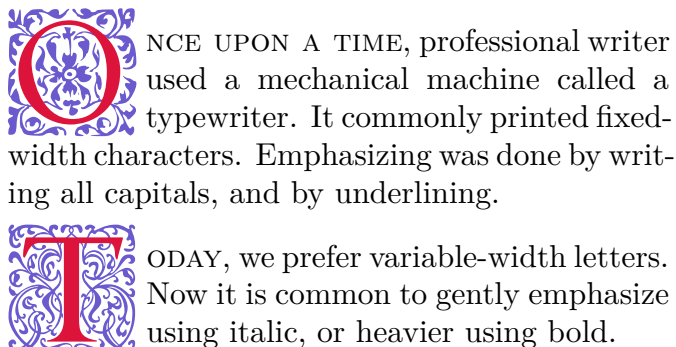 ONCE UPON A TIME, professional writer
used a mechanical machine called a
typewriter. It commonly printed fixed-
width characters. Emphasizing was done by writ-
ing all capitals, and by underlining.
TODAY, we prefer variable-width letters.
Now it is common to gently emphasize
using italic, or heavier using bold.